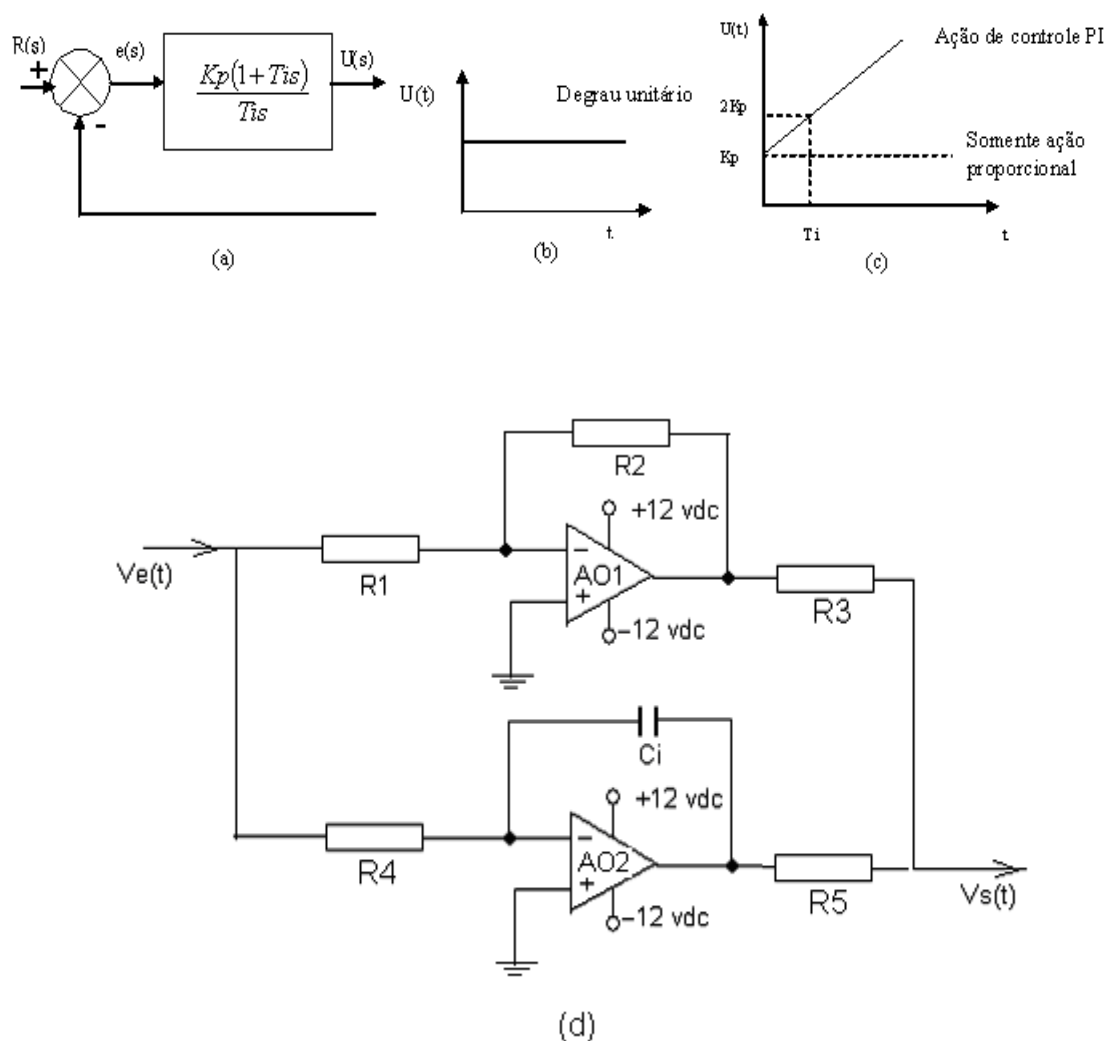 R(s)
+
-
e(s)
Kp(1+Tis)
Tis
U(s)
(a)
U(t)
Degrau unitário
t
(b)
U(t)
Ação de controle PI
2Kp
Kp
Somente ação
proporcional
Ti
t
(c)
R2
+12 vdc
Ve(t)
R1
-
AO1
+
-12 vdc
R3
Ci
+12 vdc
R4
-
AO2
+
-12 vdc
R5
Vs(t)
(d)